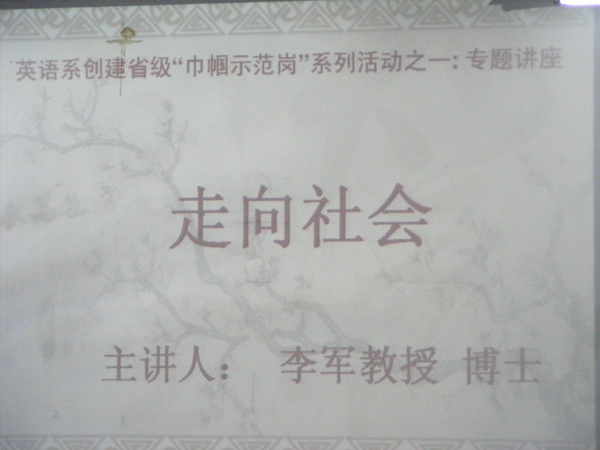 英语系创建省级“巾帼示范岗”系列活动之一: 专题讲座
走向社会
主讲人： 李军教授 博士